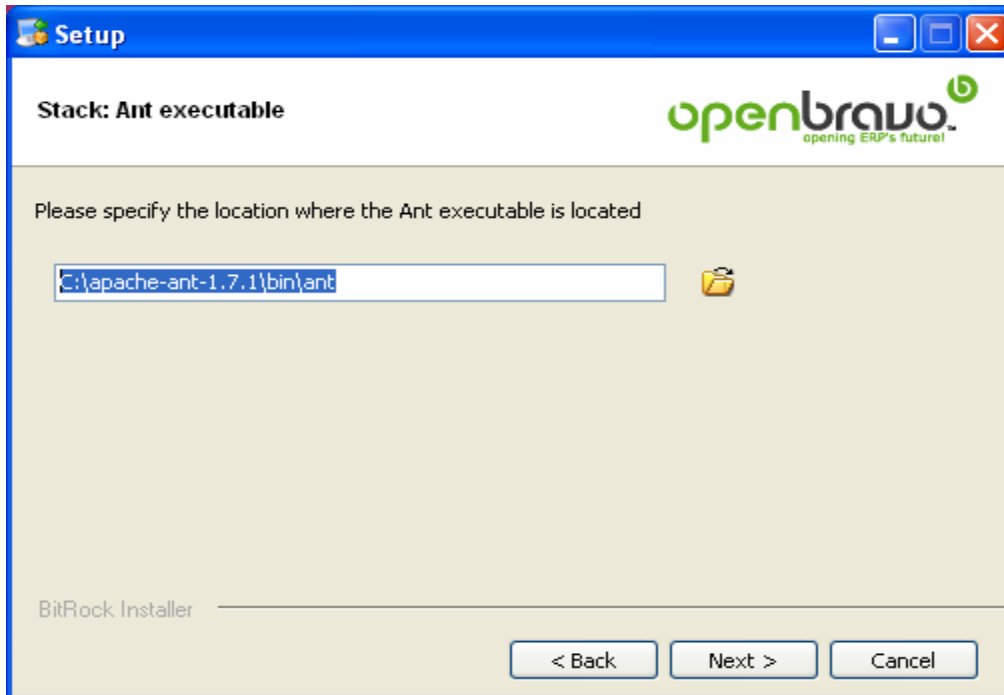 Setup
Stack: Ant executable
openbravo™
opening ERP's future!
Please specify the location where the Ant executable is located
C:\apache-ant-1.7.1\bin\ant
BitRock Installer
< Back
Next >
Cancel